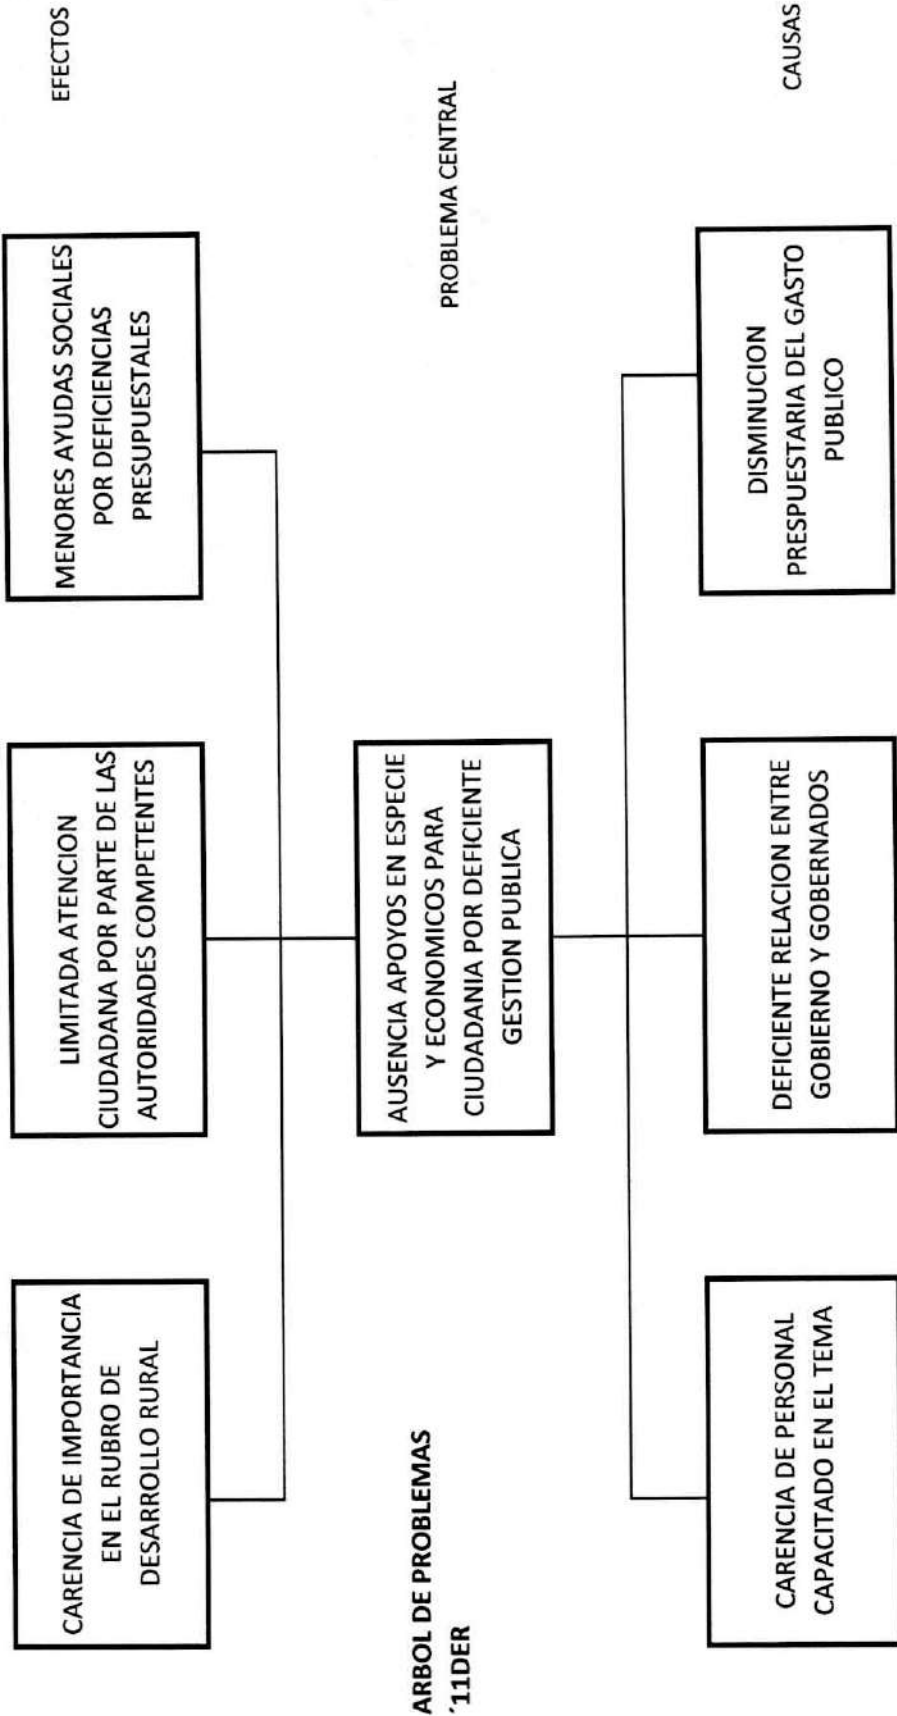 CARENCIA DE IMPORTANCIA
EN EL RUBRO DE
DESARROLLO RURAL
LIMITADA ATENCION
CIUDADANA POR PARTE DE LAS
AUTORIDADES COMPETENTES
MENORES AYUDAS SOCIALES
POR DEFICIENCIAS
PRESUPUESTALES
EFECTOS
ARBOL DE PROBLEMAS
´11DER
AUSENCIA APOYOS EN ESPECIE
Y ECONOMICOS PARA
CIUDADANIA POR DEFICIENTE
GESTION PUBLICA
PROBLEMA CENTRAL
CARENCIA DE PERSONAL
CAPACITADO EN EL TEMA
DEFICIENTE RELACION ENTRE
GOBIERNO Y GOBERNADOS
DISMINUCION
PRESPUESTARIA DEL GASTO
PUBLICO
CAUSAS